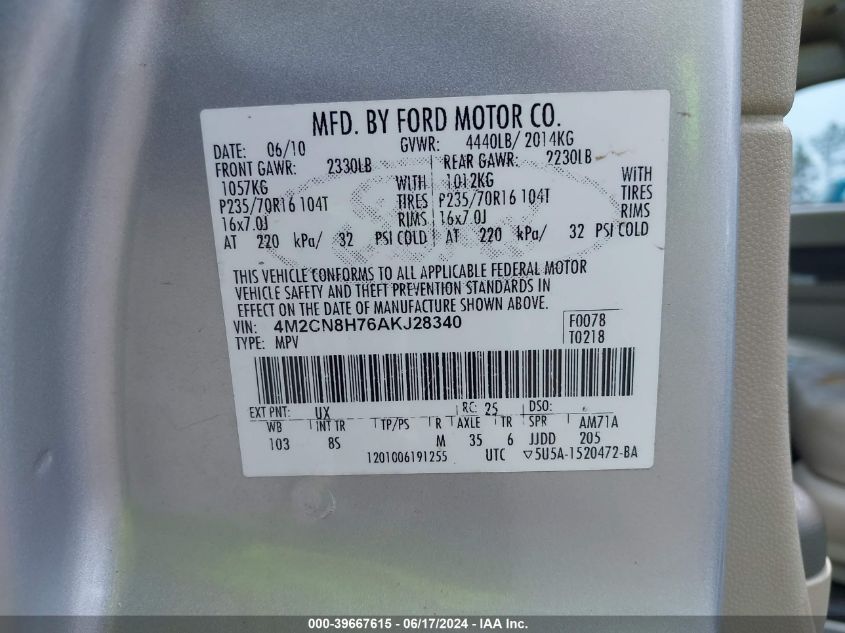 MFD. BY FORD MOTOR CO.
DATE: 06/10 GVWR: 4440LB/ 2014KG
FRONT GAWR: 2330LB REAR GAWR: 2230LB
1057KG WITH 1012KG WITH
P235/70R16 104T TIRES P235/70R16 104T TIRES
16x7.0J RIMS 16x7.0J RIMS
AT 220 kPa/ 32 PSI COLD AT 220 kPa/ 32 PSI COLD
THIS VEHICLE CONFORMS TO ALL APPLICABLE FEDERAL MOTOR
VEHICLE SAFETY AND THEFT PREVENTION STANDARDS IN
EFFECT ON THE DATE OF MANUFACTURE SHOWN ABOVE.
VIN: 4M2CN8H76AKJ28340 F0078
TYPE: MPV T0218
EXT PNT: UX RC: 25 DSO:
WB INT TR TP/PS R AXLE TR SPR AM71A
103 8S M 35 6 JJDD 205
1201006191255 UTC ▽5U5A-1520472-BA
000-39667615 - 06/17/2024 - IAA Inc.